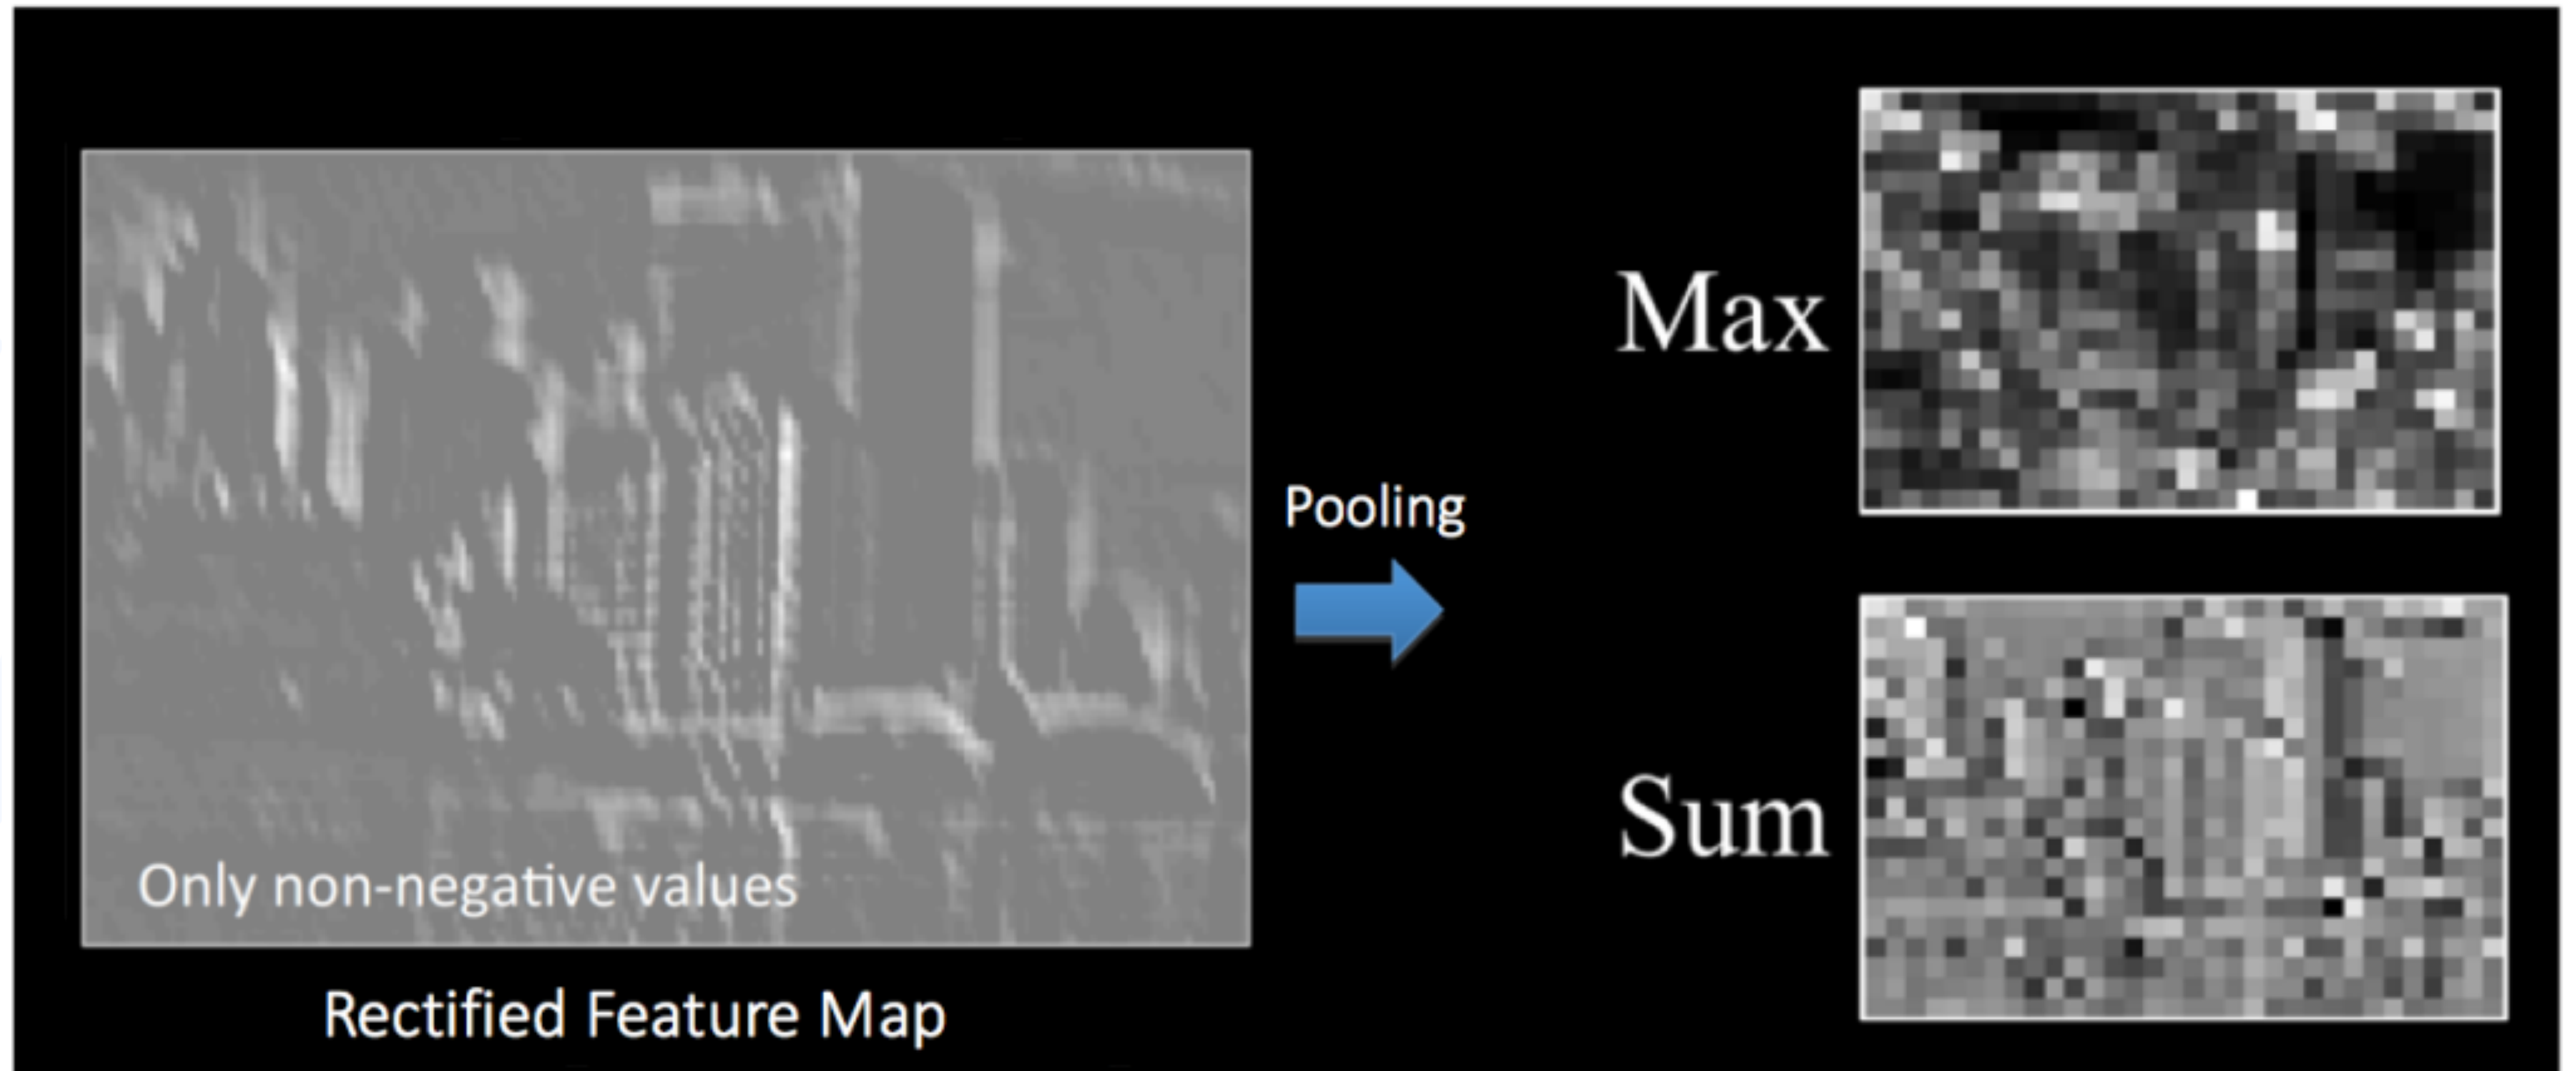 Only non-negative values
Rectified Feature Map
Pooling
Max
Sum